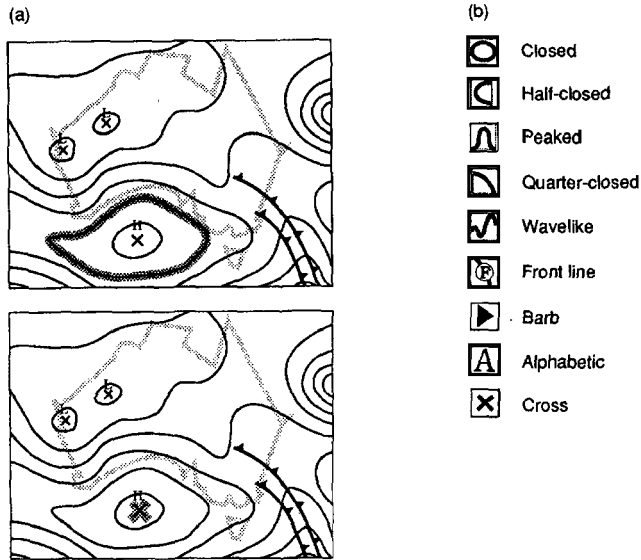 (a)
L
L
H
L
L
H
(b)
Closed
Half-closed
Peaked
Quarter-closed
Wavelike
F
Front line
Barb
A
Alphabetic
Cross